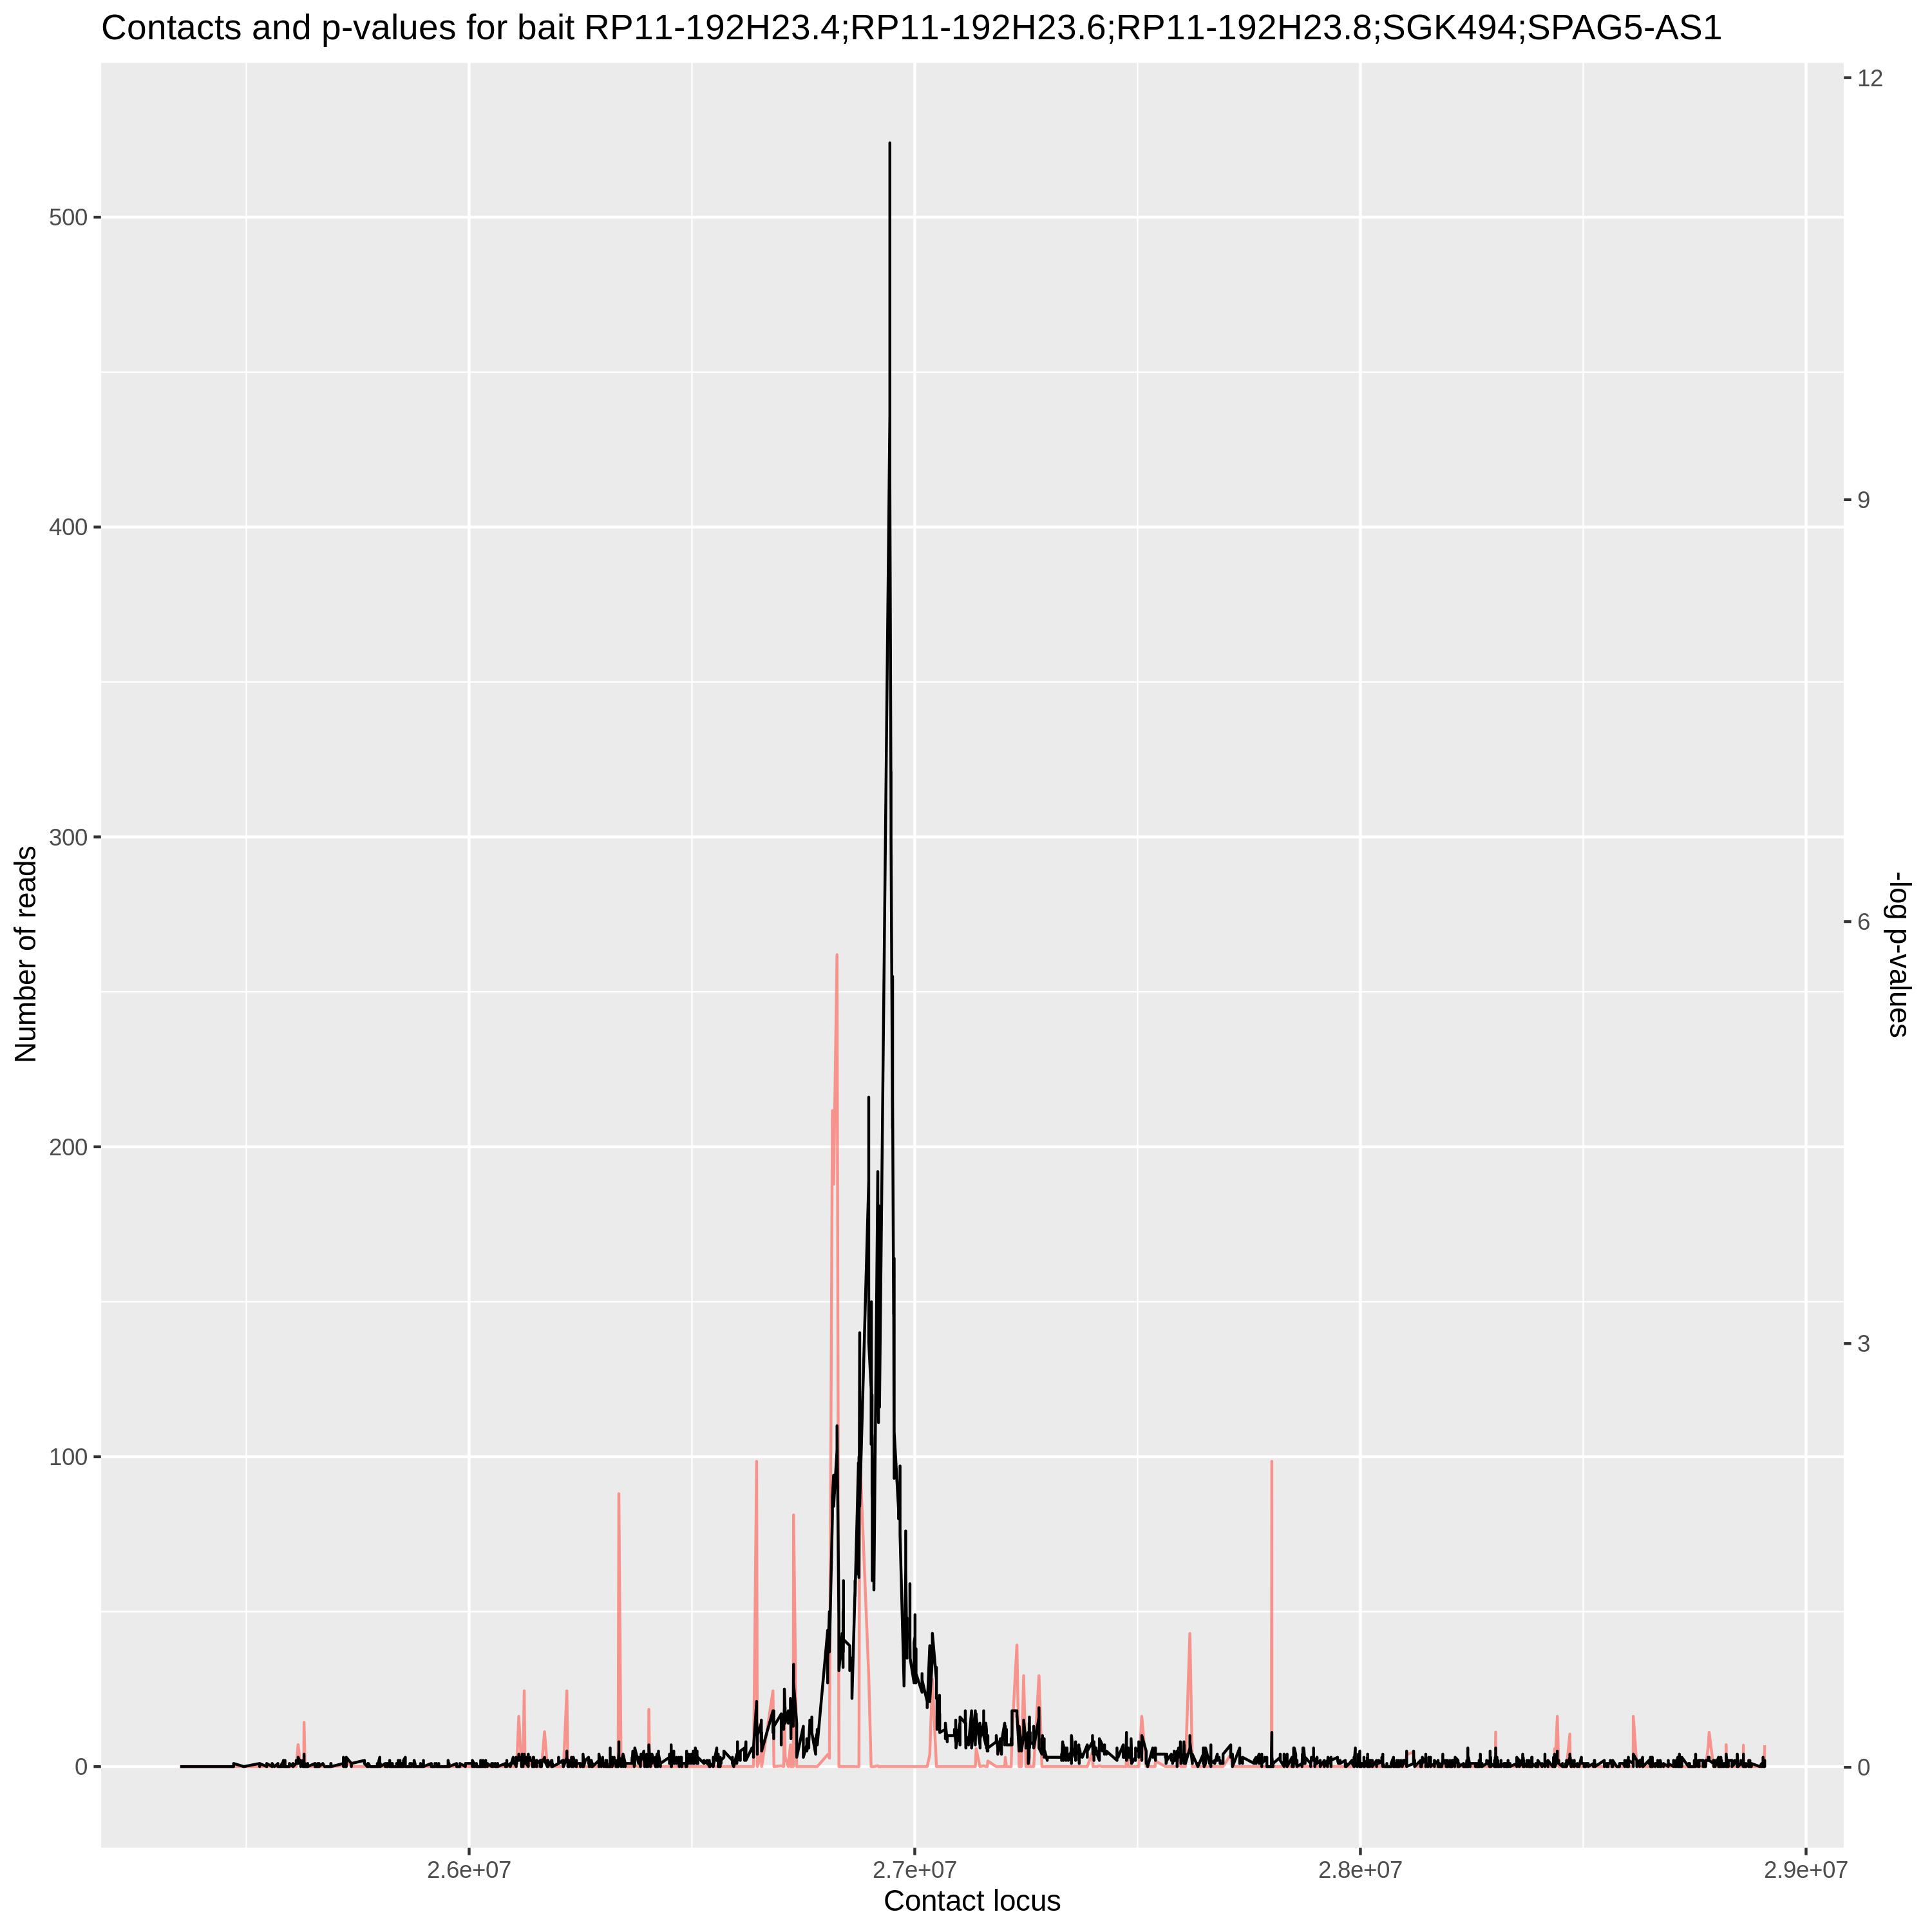 Contacts and p-values for bait RP11-192H23.4;RP11-192H23.6;RP11-192H23.8;SGK494;SPAG5-AS1
Number of reads
500
400
300
200
100
0
12
9
6
3
0
-log p-values
2.6e+07
2.7e+07
2.8e+07
2.9e+07
Contact locus